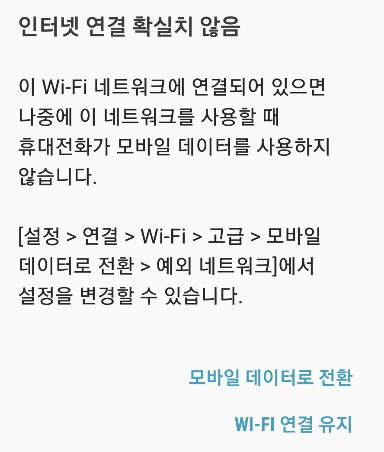 인터넷 연결 확실치 않음
이 Wi-Fi 네트워크에 연결되어 있으면
나중에 이 네트워크를 사용할 때
휴대전화가 모바일 데이터를 사용하지
않습니다.
[설정 > 연결 > Wi-Fi > 고급 > 모바일
데이터로 전환 > 예외 네트워크]에서
설정을 변경할 수 있습니다.
모바일 데이터로 전환
WI-FI 연결 유지